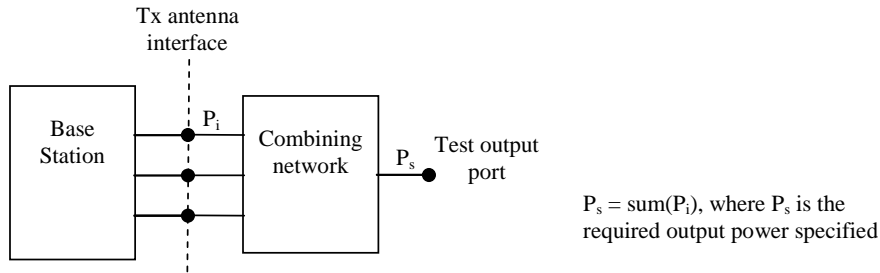 Tx antenna
interface
Base
Station
Pi
Combining
network
Ps
Test output
port
Ps = sum(Pi), where Ps is the
required output power specified